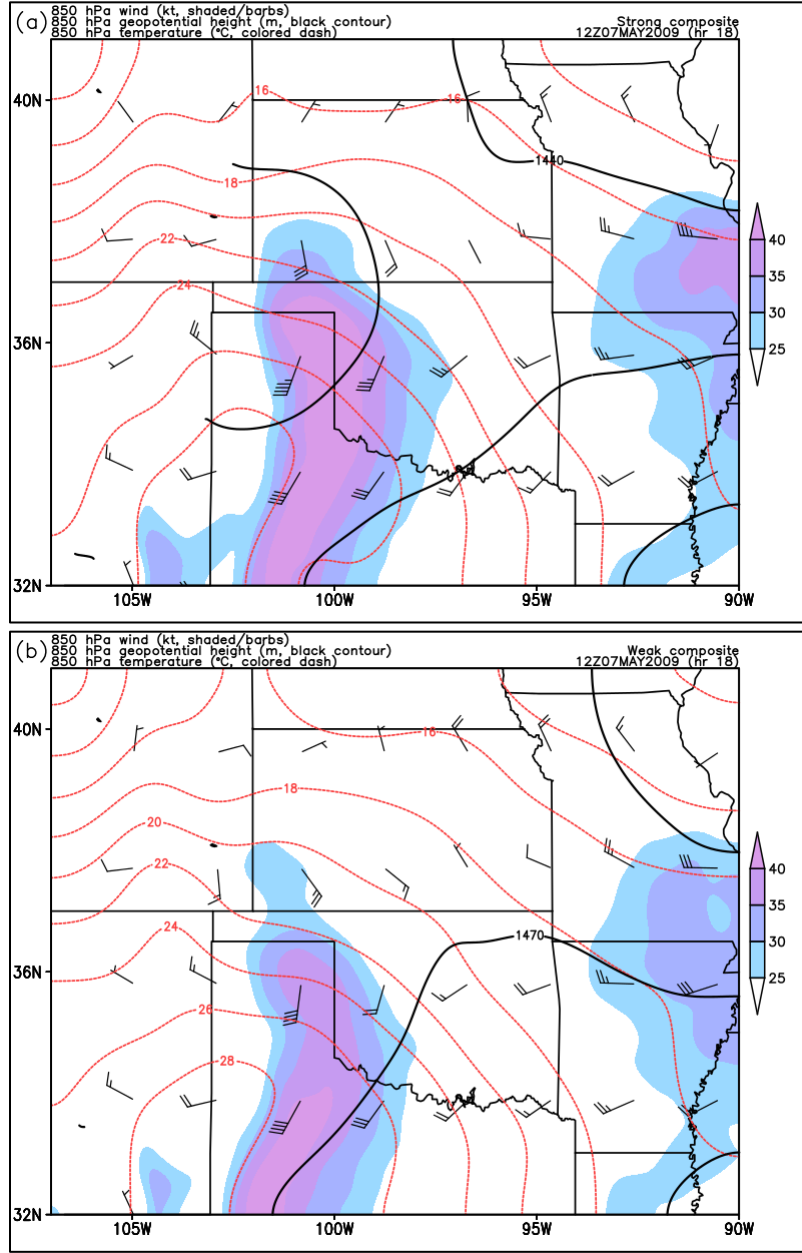 (a)
850 hPa wind (kt, shaded/barbs)
850 hPa geopotential height (m, black contour)
850 hPa temperature (°C, colored dash)
Strong composite
12Z07MAY2009 (hr 18)
40N
36N
32N
105W
100W
95W
90W
16
16
1440
18
22
24
40
35
30
25
(b)
850 hPa wind (kt, shaded/barbs)
850 hPa geopotential height (m, black contour)
850 hPa temperature (°C, colored dash)
Weak composite
12Z07MAY2009 (hr 18)
40N
36N
32N
105W
100W
95W
90W
16
18
20
22
24
1470
26
28
40
35
30
25